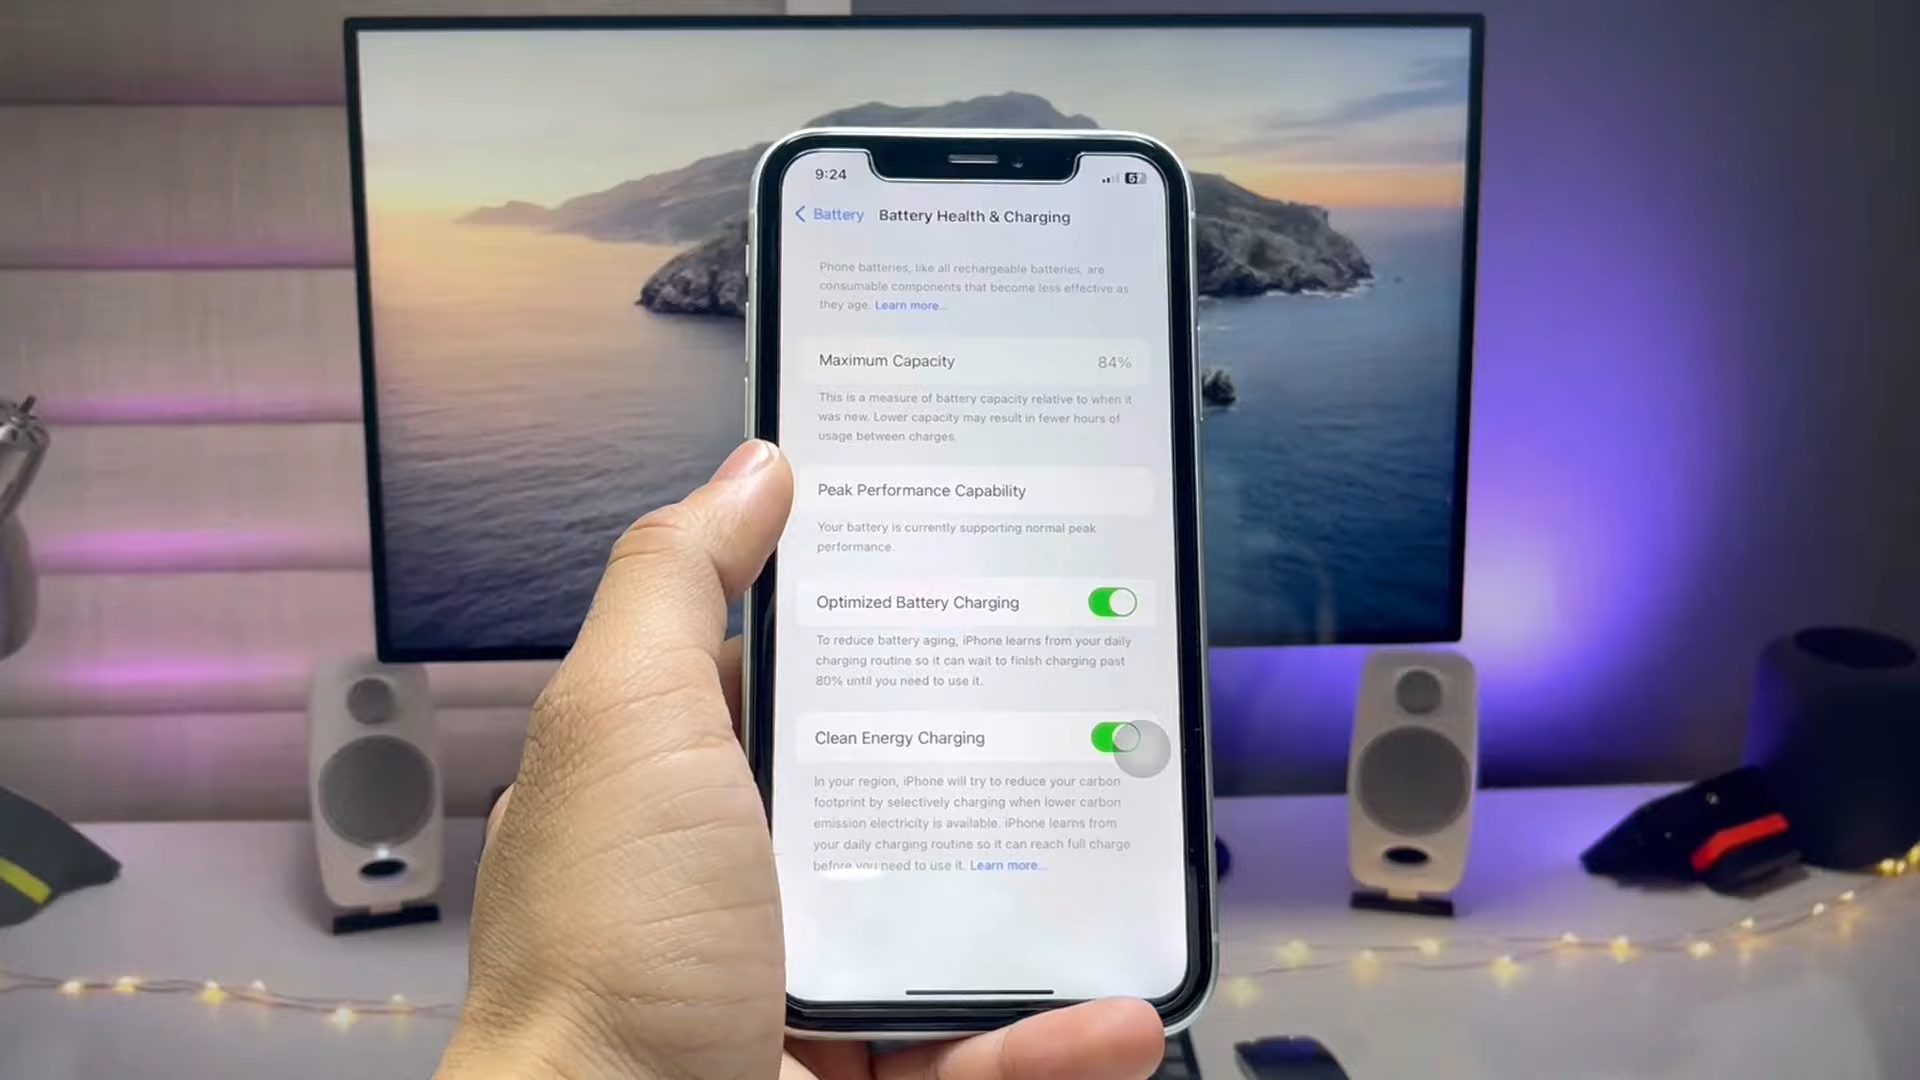 9:24
57
Battery Battery Health & Charging
Phone batteries, like all rechargeable batteries, are
consumable components that become less effective as
they age. Learn more...
Maximum Capacity 84%
This is a measure of battery capacity relative to when it
was new. Lower capacity may result in fewer hours of
usage between charges.
Peak Performance Capability
Your battery is currently supporting normal peak
performance.
Optimized Battery Charging
To reduce battery aging, iPhone learns from your daily
charging routine so it can wait to finish charging past
80% until you need to use it.
Clean Energy Charging
In your region, iPhone will try to reduce your carbon
footprint by selectively charging when lower carbon
emission electricity is available. iPhone learns from
your daily charging routine so it can reach full charge
before you need to use it. Learn more...